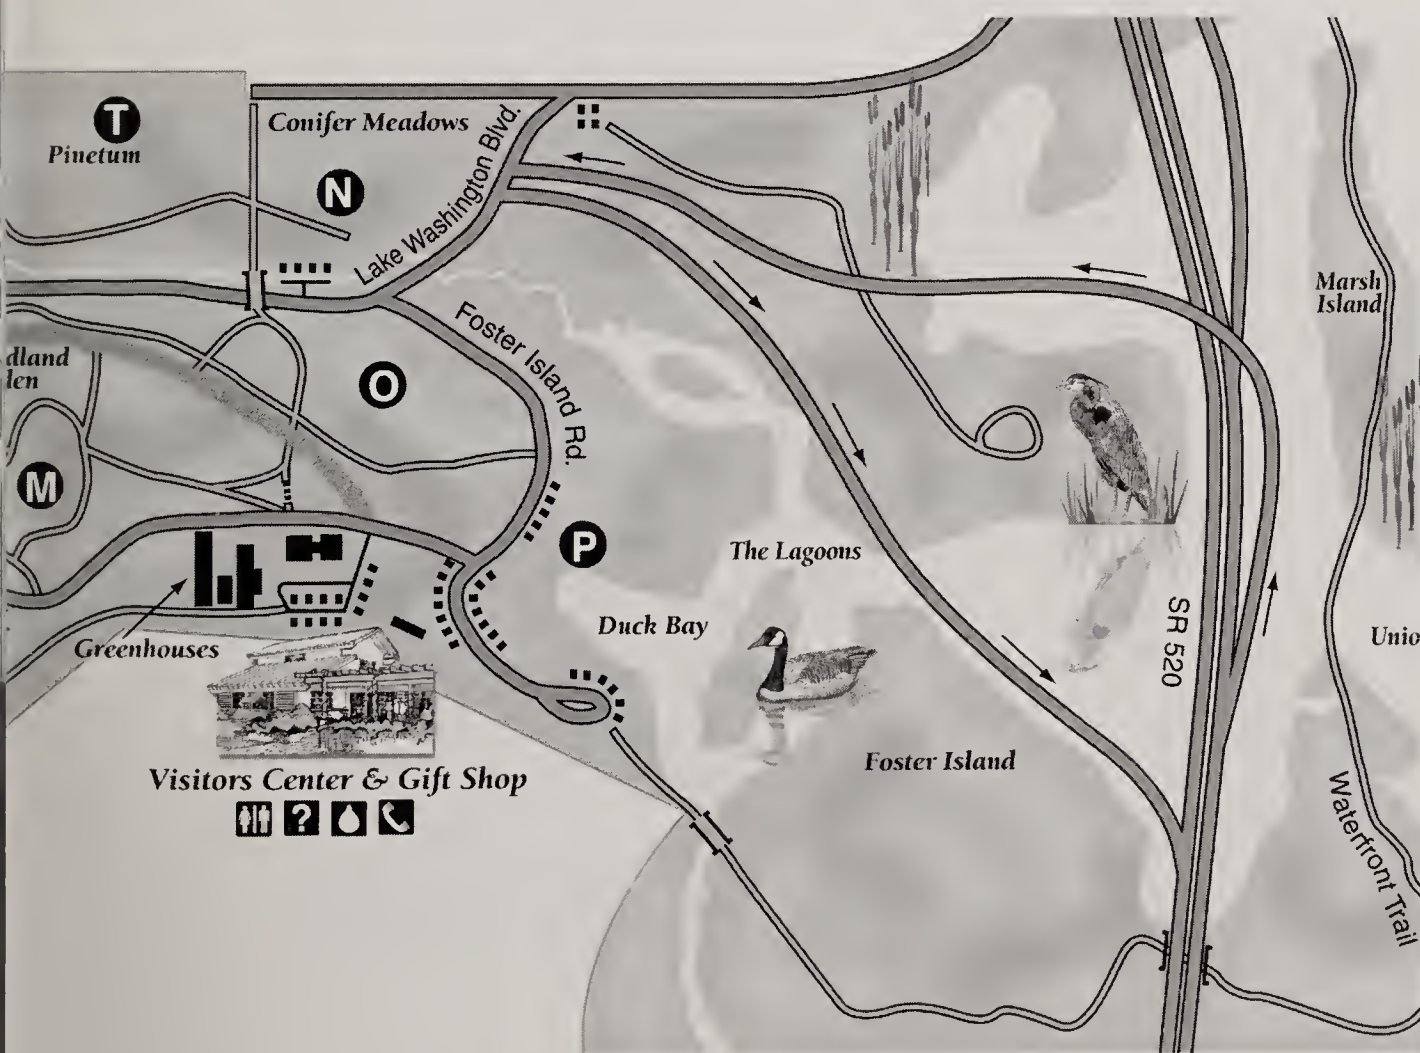 T
Pinetum
Conifer Meadows
N
Lake Washington Blvd.
Marsh
Island
Foster Island Rd.
dland
den
O
M
P
The Lagoons
Duck Bay
Greenhouses
SR 520
Unio
Foster Island
Visitors Center & Gift Shop
?
Waterfront Trail